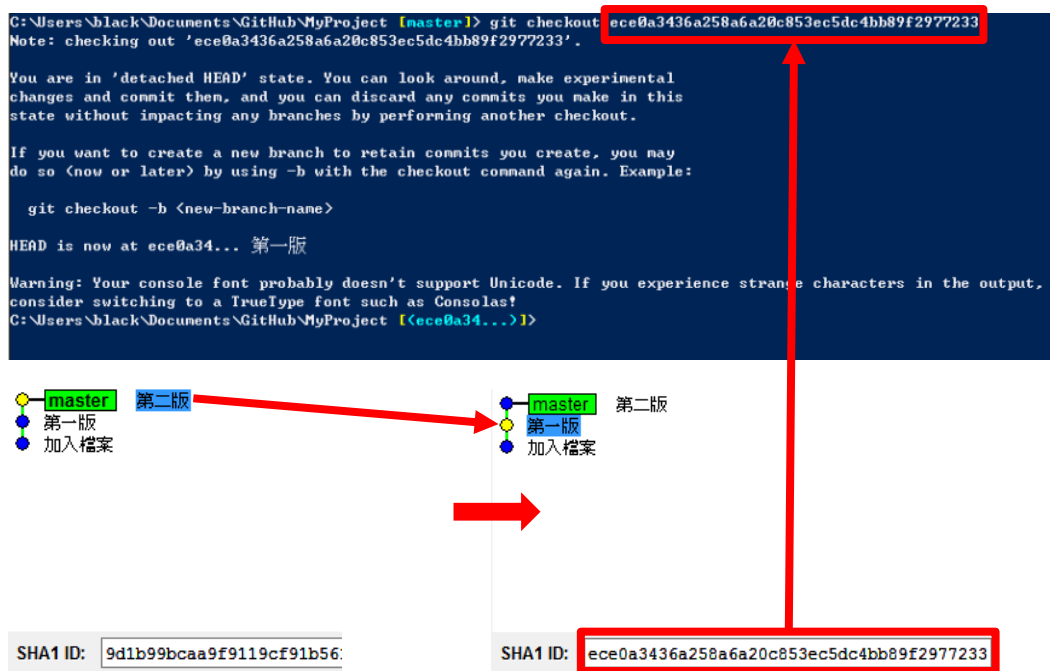 C:\Users\black\Documents\GitHub\MyProject [master]> git checkout ece0a3436a258a6a20c853ec5dc4bb89f2977233
Note: checking out 'ece0a3436a258a6a20c853ec5dc4bb89f2977233'.
You are in 'detached HEAD' state. You can look around, make experimental
changes and commit them, and you can discard any commits you make in this
state without impacting any branches by performing another checkout.
If you want to create a new branch to retain commits you create, you may
do so (now or later) by using -b with the checkout command again. Example:
git checkout -b <new-branch-name>
HEAD is now at ece0a34... 第一版
Warning: Your console font probably doesn't support Unicode. If you experience strange characters in the output,
consider switching to a TrueType font such as Consolas!
C:\Users\black\Documents\GitHub\MyProject [(ece0a34...)]>
master 第二版
第一版
加入檔案
master 第二版
第一版
加入檔案
SHA1 ID: 9d1b99bcaa9f9119cf91b56
SHA1 ID: ece0a3436a258a6a20c853ec5dc4bb89f2977233